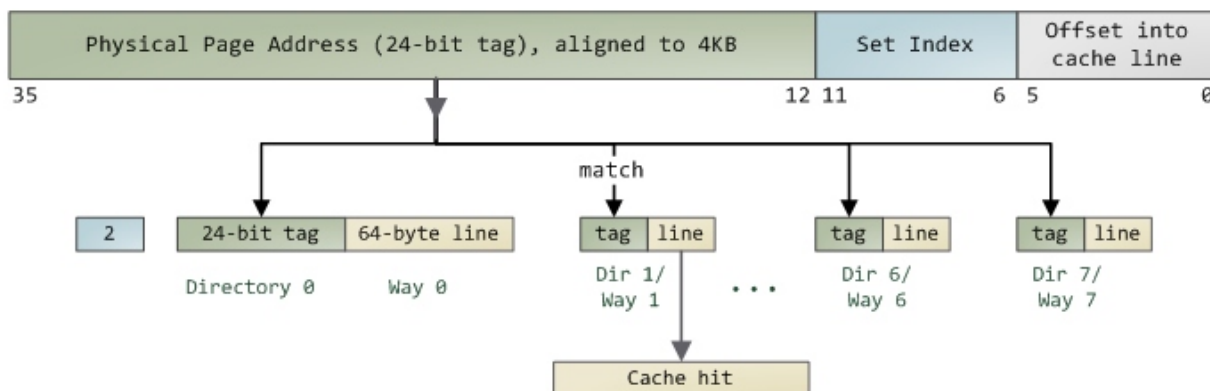 Physical Page Address (24-bit tag), aligned to 4KB
Set Index
Offset into
cache line
35
12
11
6
5
0
match
2
24-bit tag
64-byte line
tag
line
tag
line
tag
line
Directory 0
Way 0
Dir 1/
Way 1
...
Dir 6/
Way 6
Dir 7/
Way 7
Cache hit